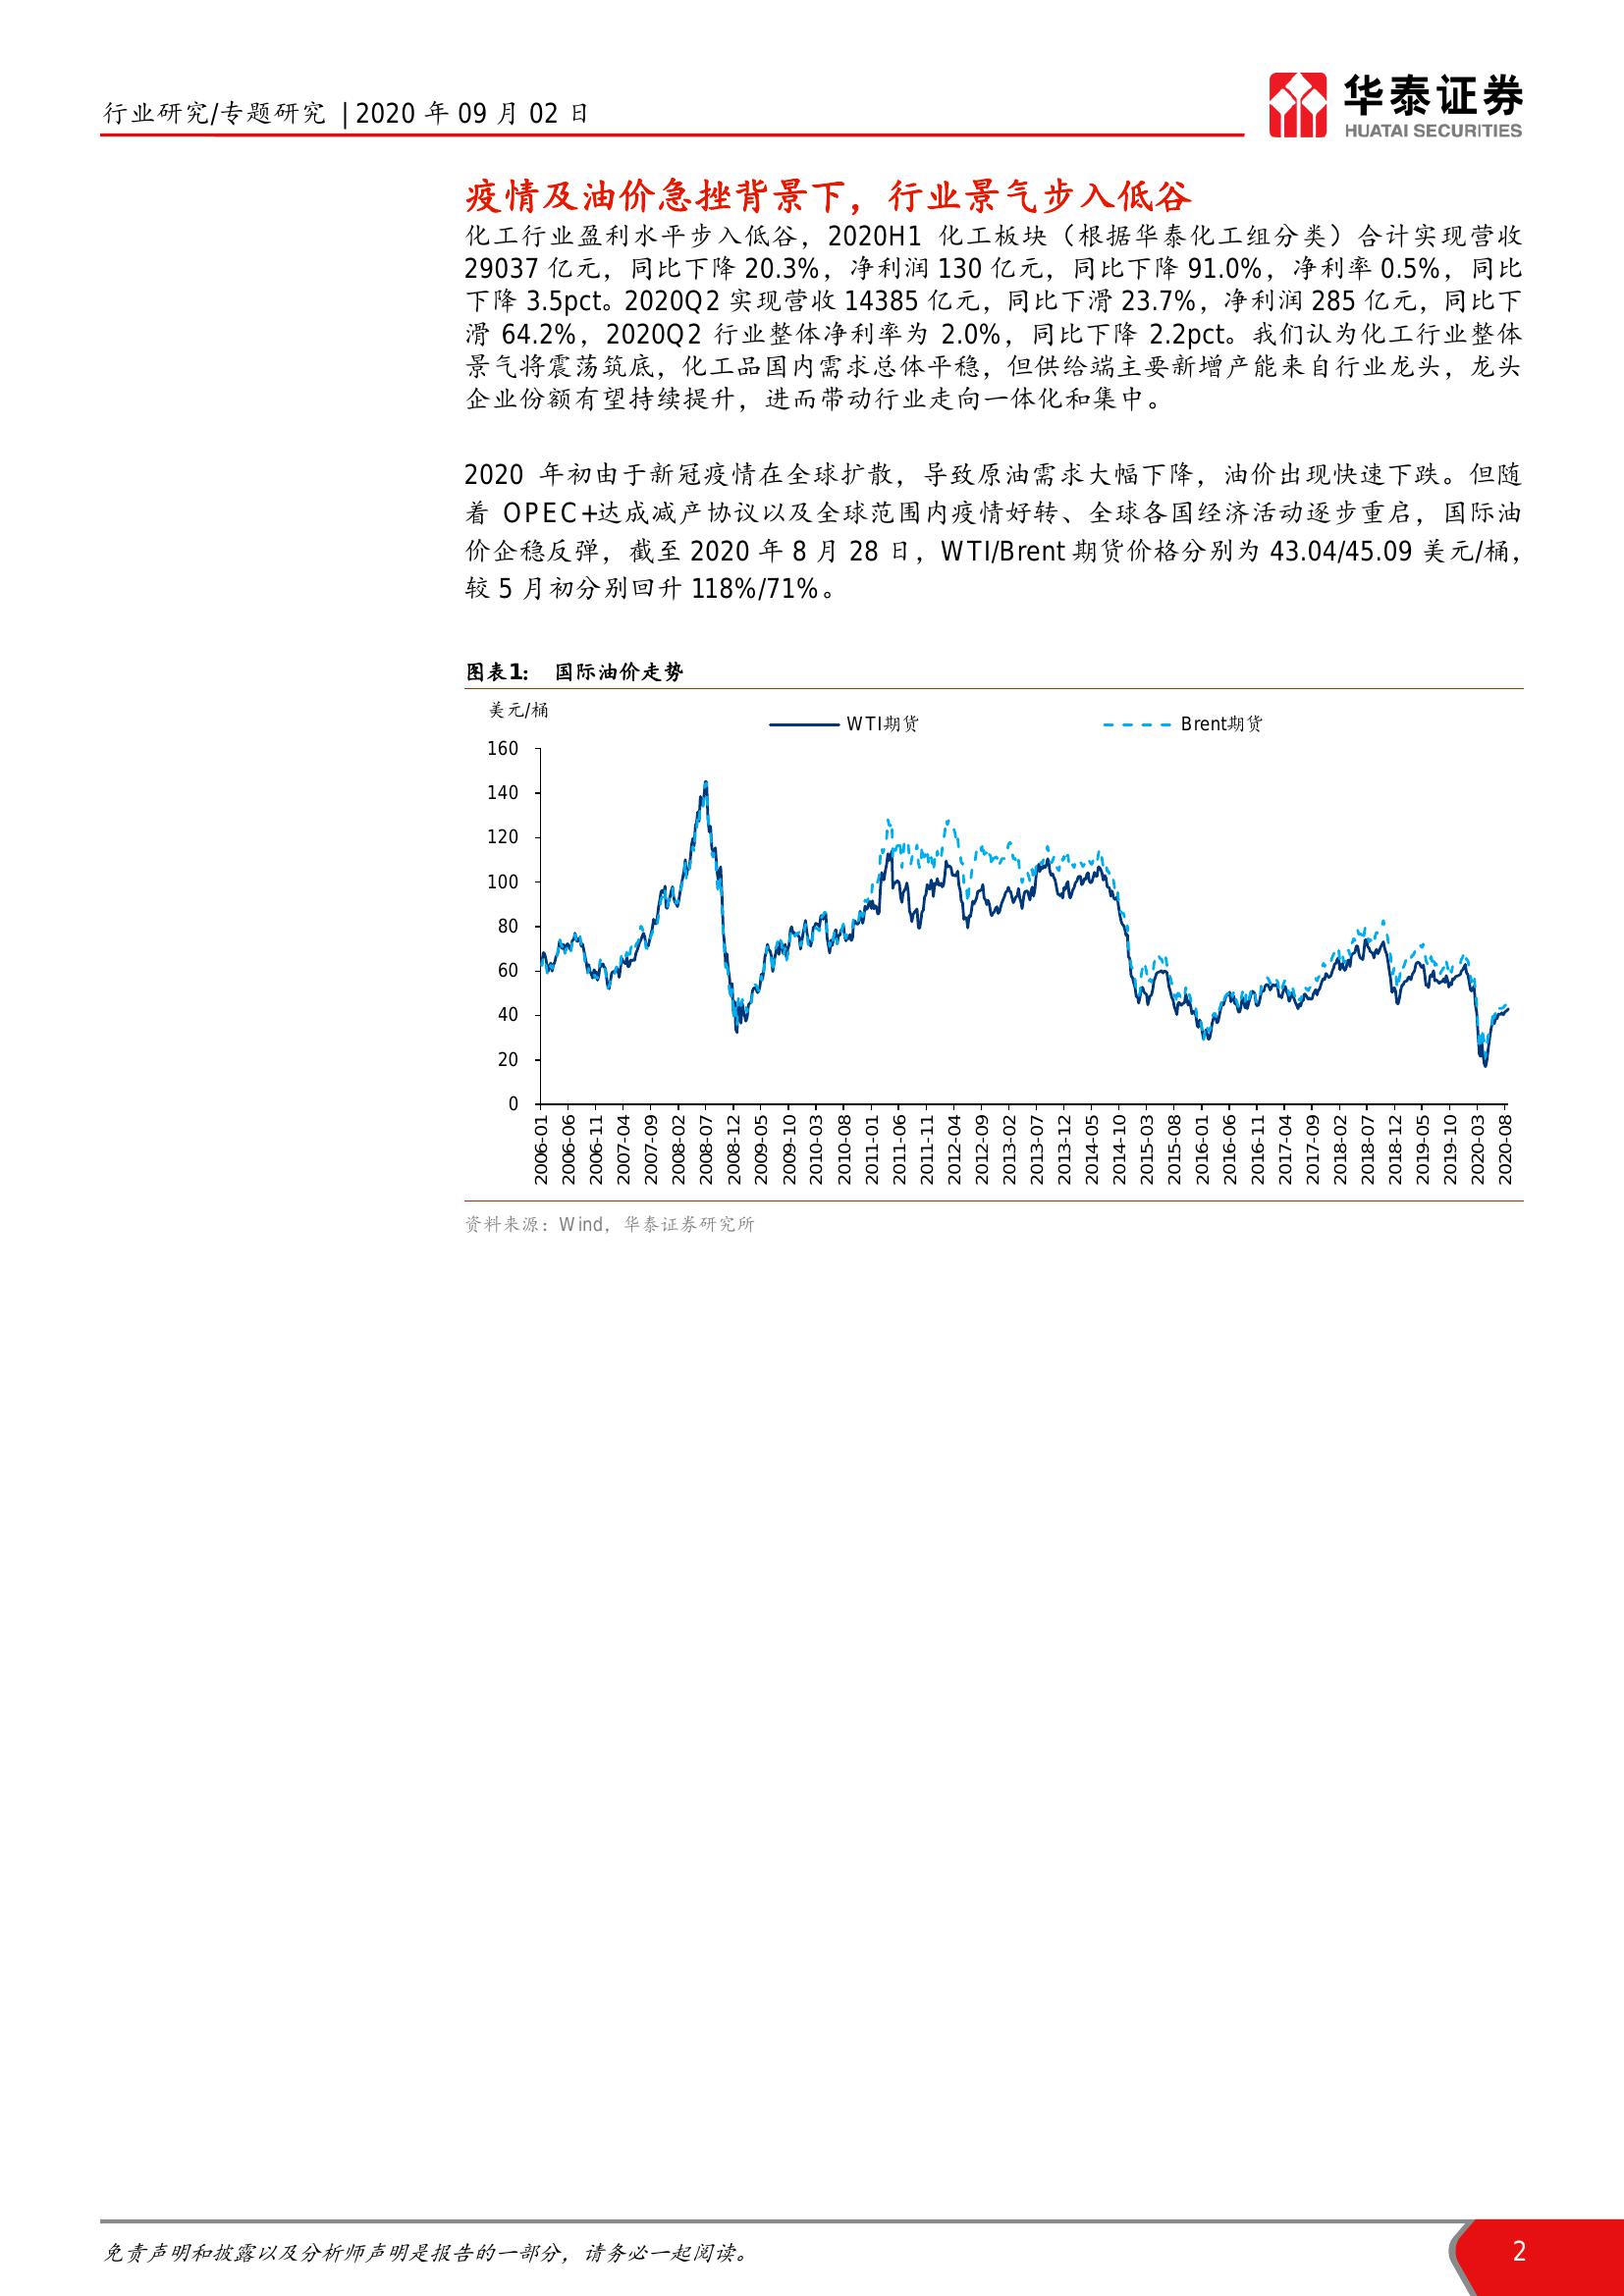 行业研究/专题研究 | 2020 年 09 月 02 日
华泰证券
HUATAI SECURITIES
疫情及油价急挫背景下，行业景气步入低谷
化工行业盈利水平步入低谷，2020H1 化工板块（根据华泰化工组分类）合计实现营收
29037 亿元，同比下降 20.3%，净利润 130 亿元，同比下降 91.0%，净利率 0.5%，同比
下降 3.5pct。2020Q2 实现营收 14385 亿元，同比下滑 23.7%，净利润 285 亿元，同比下
滑 64.2%，2020Q2 行业整体净利率为 2.0%，同比下降 2.2pct。我们认为化工行业整体
景气将震荡筑底，化工品国内需求总体平稳，但供给端主要新增产能来自行业龙头，龙头
企业份额有望持续提升，进而带动行业走向一体化和集中。
2020 年初由于新冠疫情在全球扩散，导致原油需求大幅下降，油价出现快速下跌。但随
着 OPEC+达成减产协议以及全球范围内疫情好转、全球各国经济活动逐步重启，国际油
价企稳反弹，截至 2020 年 8 月 28 日，WTI/Brent 期货价格分别为 43.04/45.09 美元/桶，
较 5 月初分别回升 118%/71%。
图表1： 国际油价走势
美元/桶
WTI期货
Brent期货
160
140
120
100
80
60
40
20
0
2006-01
2006-06
2006-11
2007-04
2007-09
2008-02
2008-07
2008-12
2009-05
2009-10
2010-03
2010-08
2011-01
2011-06
2011-11
2012-04
2012-09
2013-02
2013-07
2013-12
2014-05
2014-10
2015-03
2015-08
2016-01
2016-06
2016-11
2017-04
2017-09
2018-02
2018-07
2018-12
2019-05
2019-10
2020-03
2020-08
资料来源：Wind，华泰证券研究所
免责声明和披露以及分析师声明是报告的一部分，请务必一起阅读。
2